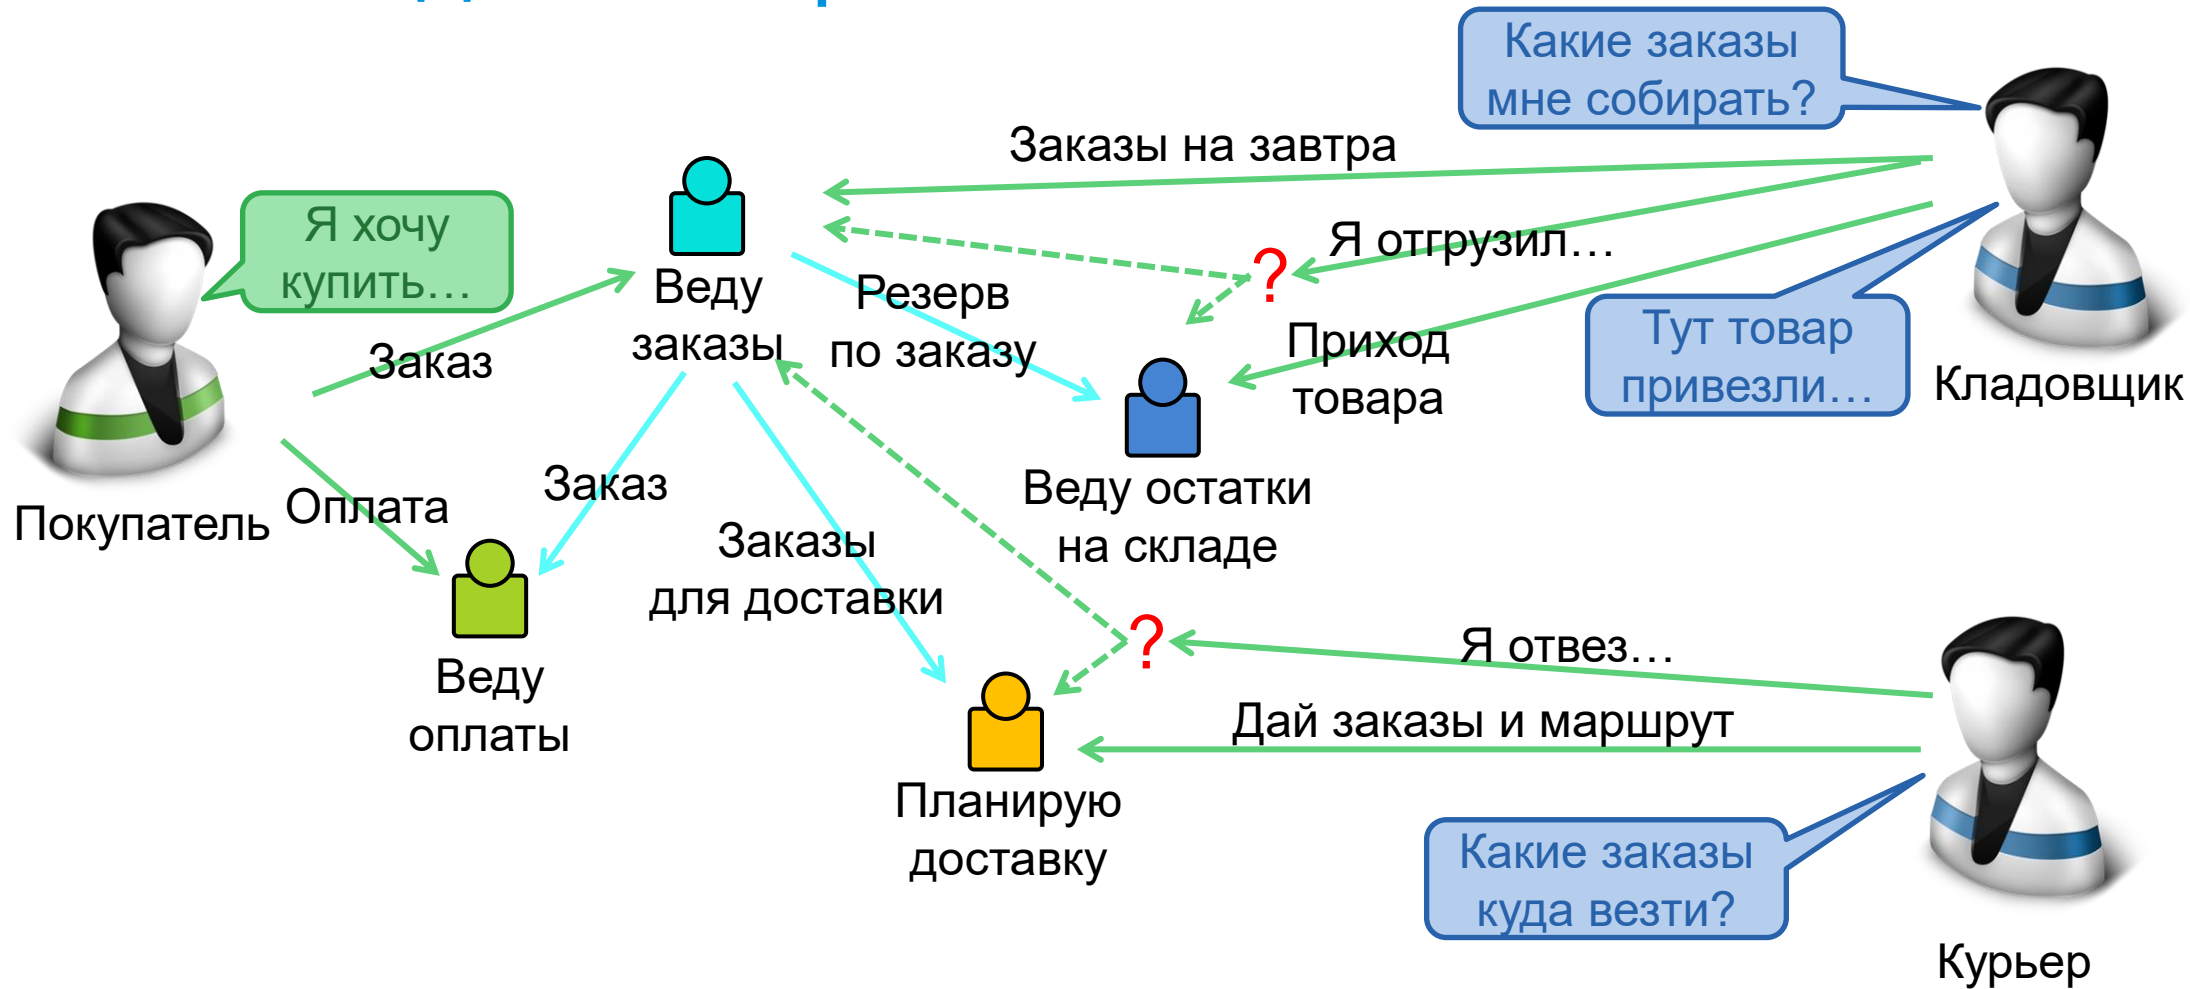 Какие заказы
мне собирать?
Заказы на завтра
Я хочу
купить…
Я отгрузил…
?
Веду
заказы
Резерв
по заказу
Приход
товара
Тут товар
привезли…
Кладовщик
Заказ
Покупатель
Оплата
Заказ
Веду остатки
на складе
Заказы
для доставки
?
Я отвез…
Веду
оплаты
Дай заказы и маршрут
Планирую
доставку
Какие заказы
куда везти?
Курьер